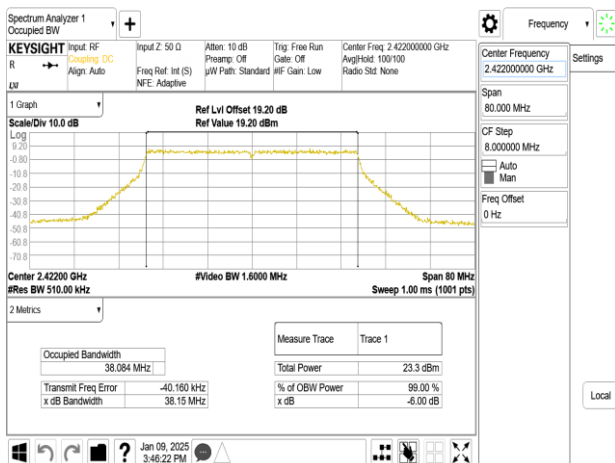 Spectrum Analyzer 1
Occupied BW
Frequency
KEYSIGHT
R
LXI
Input: RF
Coupling: DC
Align: Auto
Input Z: 50 Ω
Freq Ref: Int (S)
NFE: Adaptive
Atten: 10 dB
Preamp: Off
µW Path: Standard
Trig: Free Run
Gate: Off
#IF Gain: Low
Center Freq: 2.422000000 GHz
Avg|Hold: 100/100
Radio Std: None
Center Frequency
2.422000000 GHz
Settings
Span
80.000 MHz
CF Step
8.000000 MHz
Auto
Man
Freq Offset
0 Hz
Local
1 Graph
Scale/Div 10.0 dB
Ref Lvl Offset 19.20 dB
Ref Value 19.20 dBm
Log
9.20
-0.80
-10.8
-20.8
-30.8
-40.8
-50.8
-60.8
-70.8
Center 2.42200 GHz
#Video BW 1.6000 MHz
Span 80 MHz
#Res BW 510.00 kHz
Sweep 1.00 ms (1001 pts)
2 Metrics
Measure Trace Trace 1
Occupied Bandwidth
38.084 MHz
Total Power 23.3 dBm
Transmit Freq Error -40.160 kHz
% of OBW Power 99.00 %
x dB Bandwidth 38.15 MHz
x dB -6.00 dB
?
Jan 09, 2025
3:46:22 PM